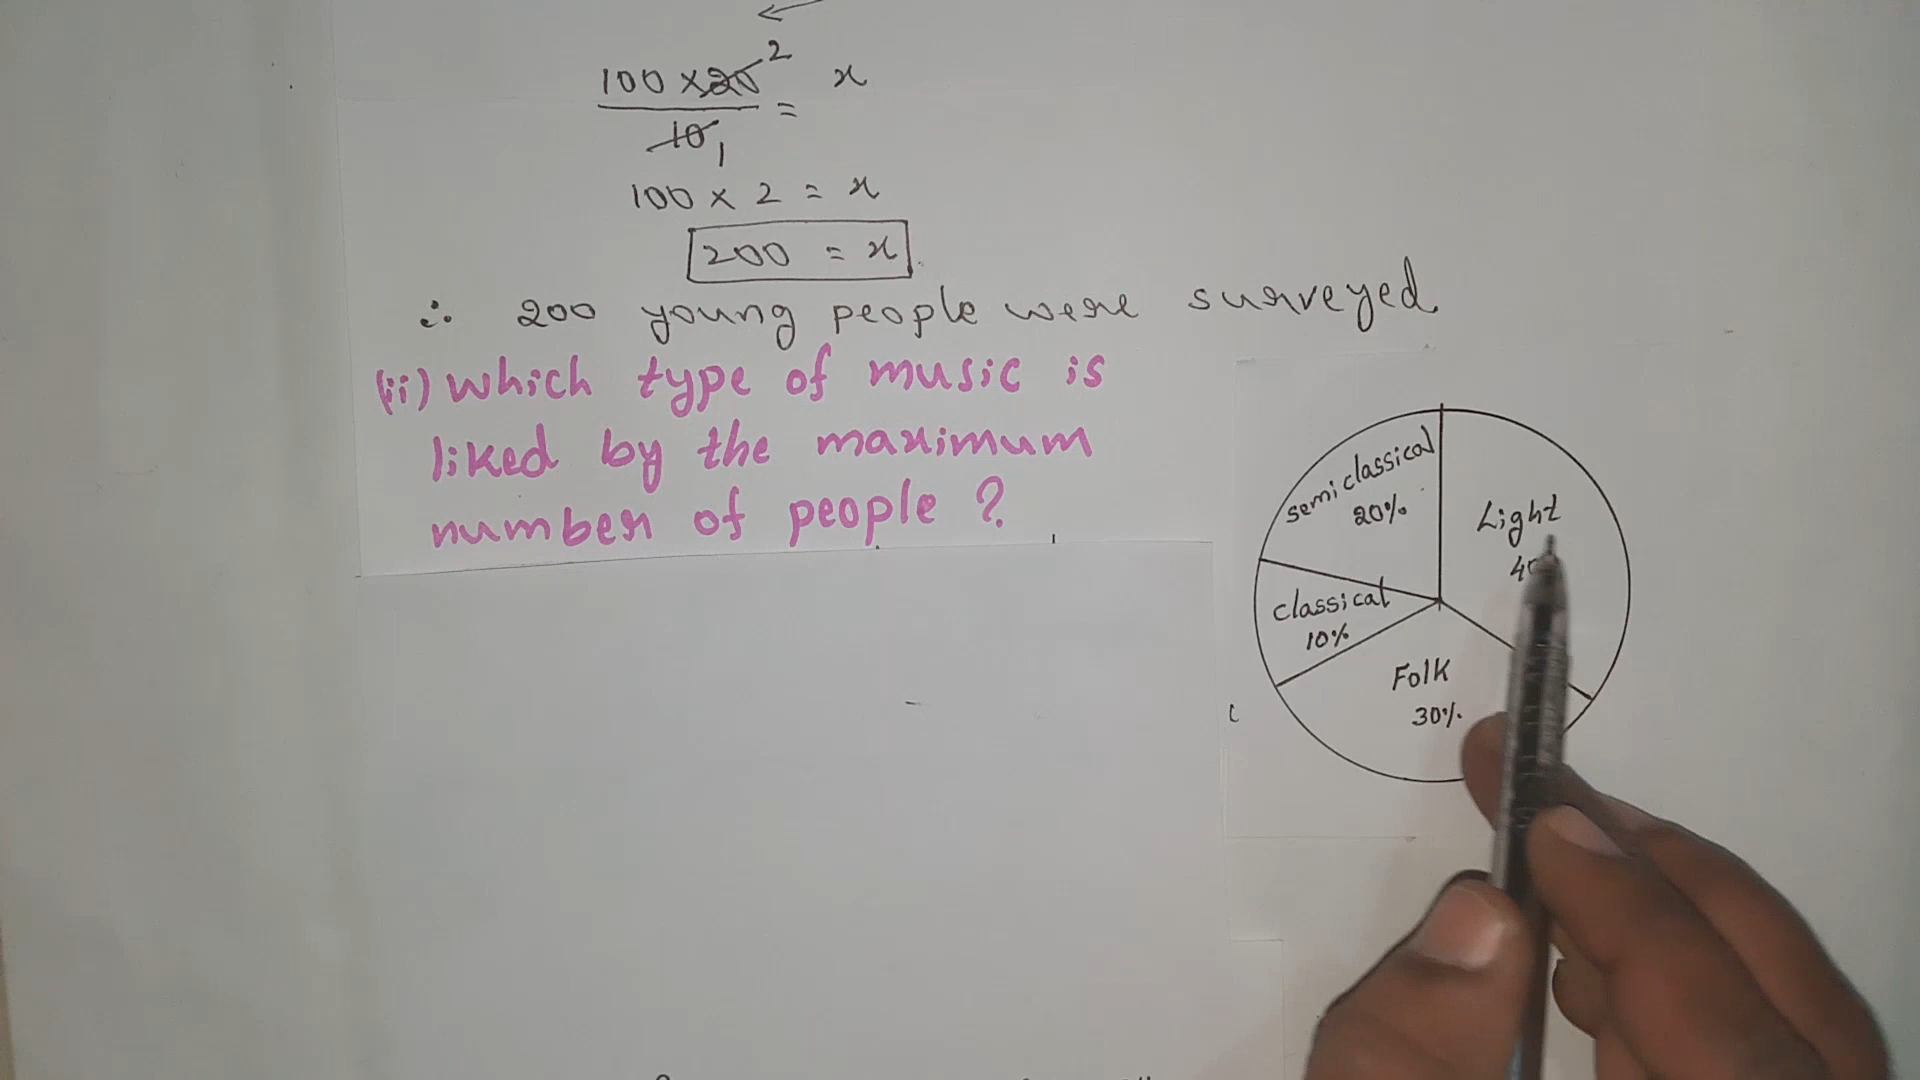 100 × 20 2 x
10 1 =
100 × 2 = x
200 = x
∴ 200 young people were surveyed.
(ii) Which type of music is
liked by the maximum
number of people ?
semi classical
20%
Light
classical
10%
Folk
30%